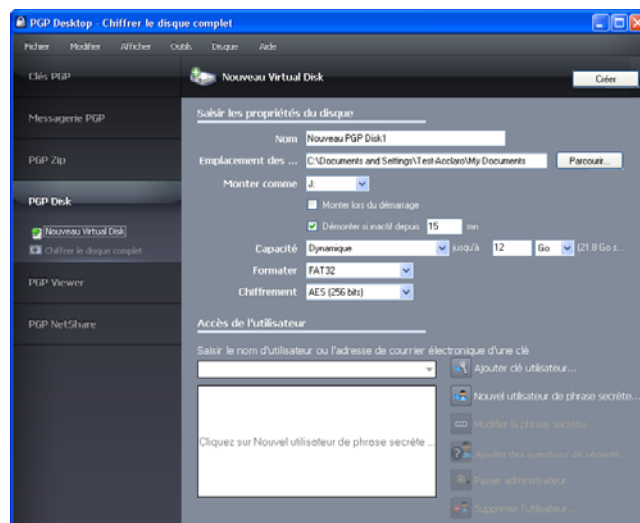 PGP Desktop - Chiffrer le disque complet
Fichier Modifier Afficher Outils Disque Aide
Clés PGP
Nouveau Virtual Disk
Créer
Messagerie PGP
PGP Zip
PGP Disk
Nouveau Virtual Disk
Chiffrer le disque complet
PGP Viewer
PGP NetShare
Saisir les propriétés du disque
Nom Nouveau PGP Disk1
Emplacement des ... C:\Documents and Settings\Test-Acclaro\My Documents Parcourir...
Monter comme J:
Monter lors du démarrage
Démonter si inactif depuis 15 mn
Capacité Dynamique jusqu'à 12 Go (21.8 Go s...
Formater FAT32
Chiffrement AES (256 bits)
Accès de l'utilisateur
Saisir le nom d'utilisateur ou l'adresse de courrier électronique d'une clé
Ajouter clé utilisateur...
Nouvel utilisateur de phrase secrète...
Cliquez sur Nouvel utilisateur de phrase secrète ...
Modifier la phrase secrète...
Ajouter des questions de sécurité
Passer administrateur
Supprimer l'utilisateur...